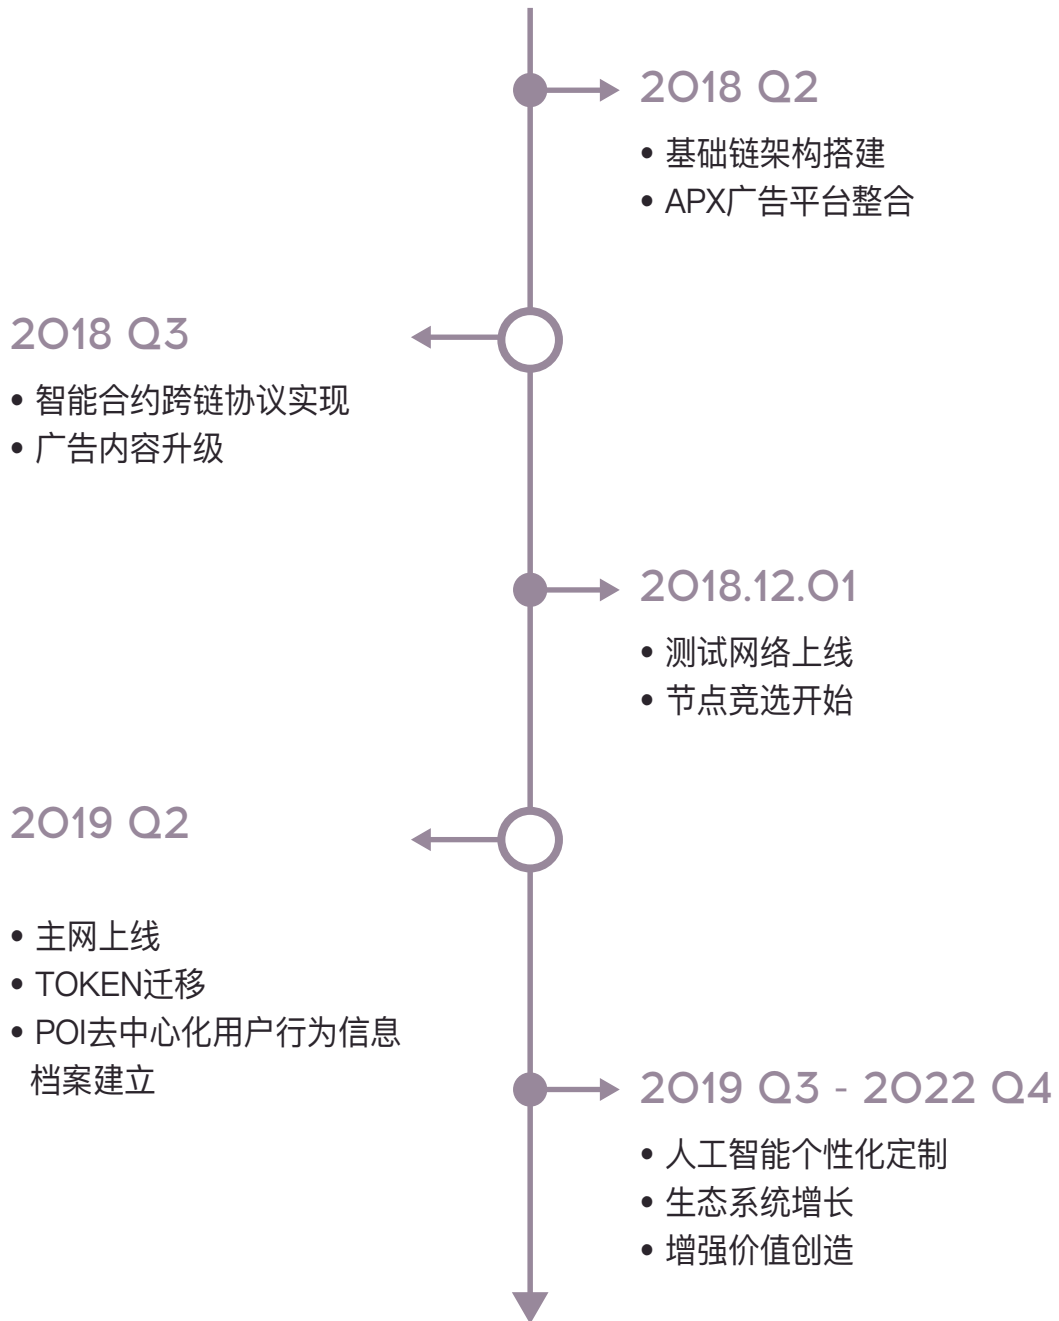 2018 Q2
• 基础链架构搭建
• APX广告平台整合
2018 Q3
• 智能合约跨链协议实现
• 广告内容升级
2018.12.01
• 测试网络上线
• 节点竞选开始
2019 Q2
• 主网上线
• TOKEN迁移
• POI去中心化用户行为信息
档案建立
2019 Q3 - 2022 Q4
• 人工智能个性化定制
• 生态系统增长
• 增强价值创造